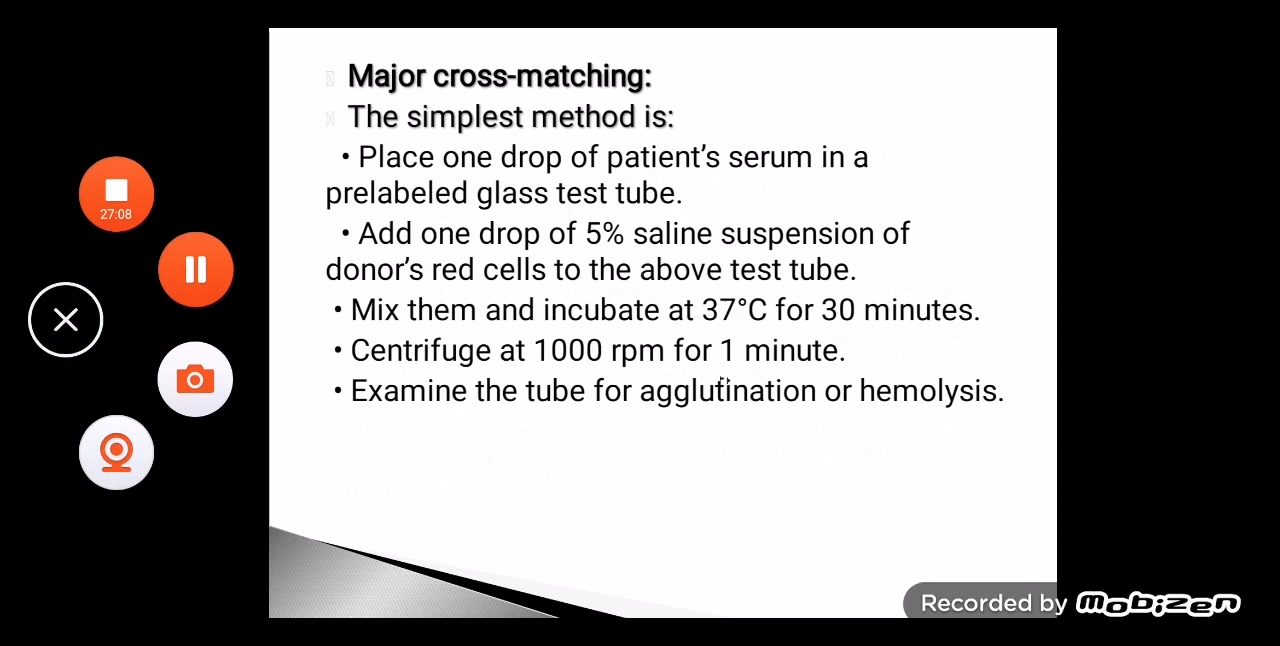 Major cross-matching:
The simplest method is:
• Place one drop of patient’s serum in a
prelabeled glass test tube.
• Add one drop of 5% saline suspension of
donor’s red cells to the above test tube.
• Mix them and incubate at 37°C for 30 minutes.
• Centrifuge at 1000 rpm for 1 minute.
• Examine the tube for agglutination or hemolysis.
27:08
Recorded by Mobizen